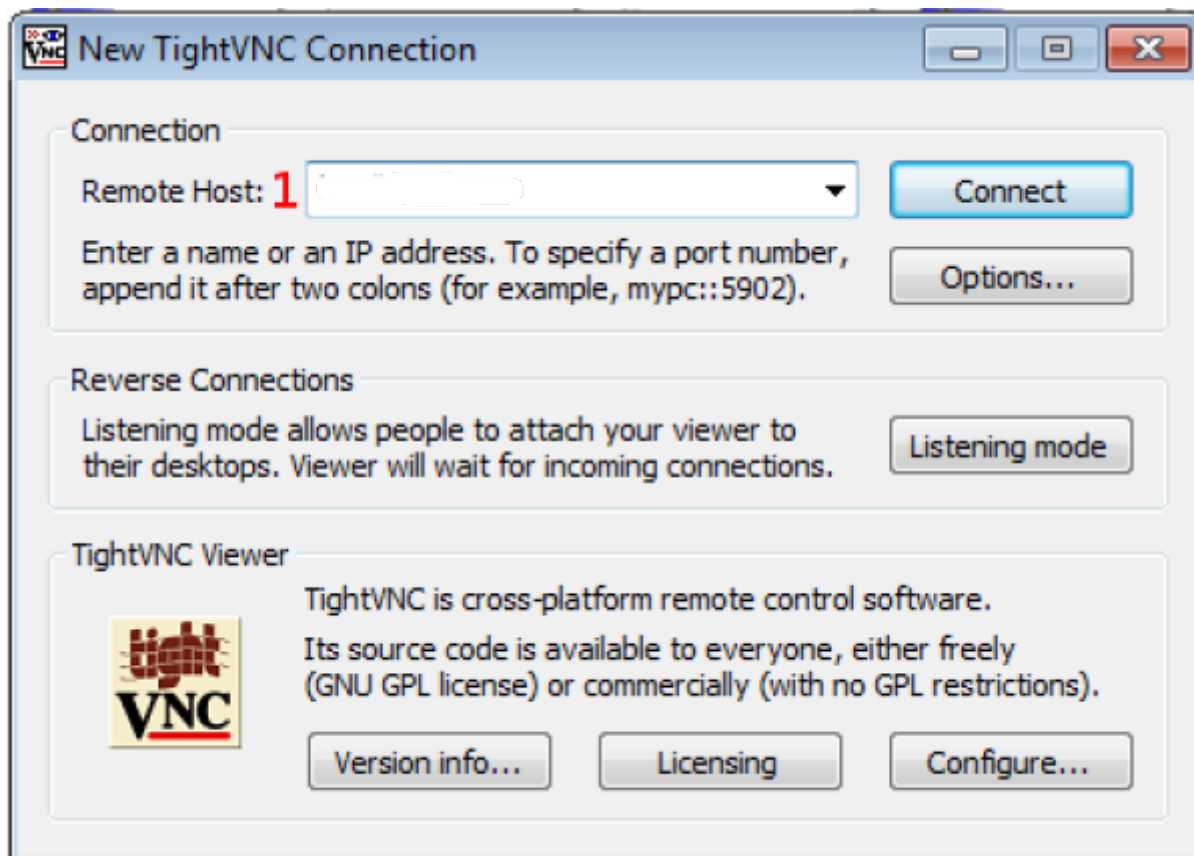 New TightVNC Connection
Connection
Remote Host: 1
Connect
Enter a name or an IP address. To specify a port number,
append it after two colons (for example, mypc::5902).
Options...
Reverse Connections
Listening mode allows people to attach your viewer to
their desktops. Viewer will wait for incoming connections.
Listening mode
TightVNC Viewer
tight
VNC
TightVNC is cross-platform remote control software.
Its source code is available to everyone, either freely
(GNU GPL license) or commercially (with no GPL restrictions).
Version info...
Licensing
Configure...